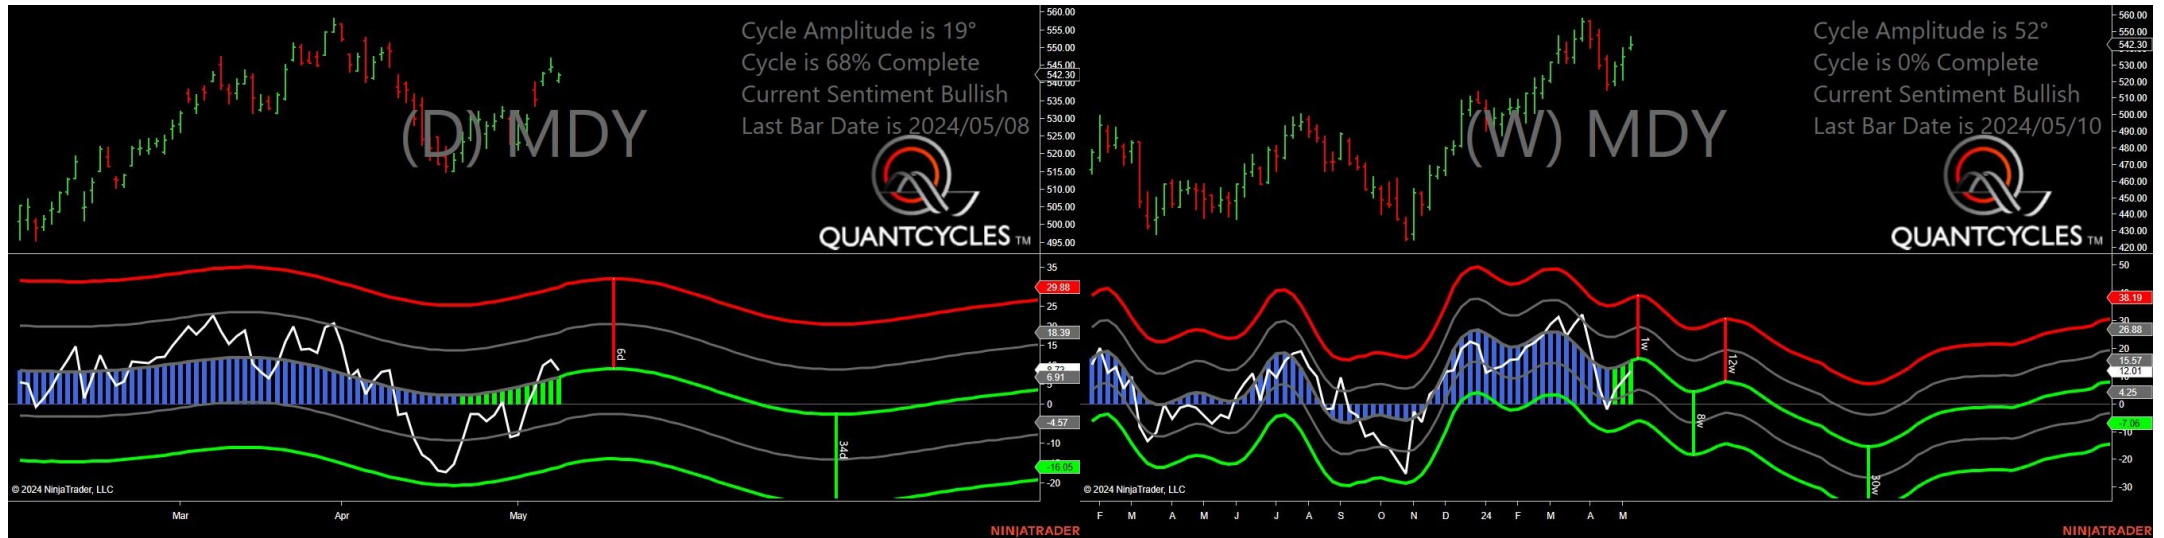 Cycle Amplitude is 19°
Cycle is 68% Complete
Current Sentiment Bullish
Last Bar Date is 2024/05/08
(D) MDY
QUANTCYCLES TM
560.00
555.00
550.00
545.00
542.30
540.00
535.00
530.00
525.00
520.00
515.00
510.00
505.00
500.00
495.00
35
29.88
25
18.39
15
6.91
5
0
-4.57
-10
-16.05
-20
6d
34d
© 2024 NinjaTrader, LLC
Mar
Apr
May
NINJATRADER
Cycle Amplitude is 52°
Cycle is 0% Complete
Current Sentiment Bullish
Last Bar Date is 2024/05/10
(W) MDY
QUANTCYCLES TM
560.00
550.00
542.30
530.00
520.00
510.00
500.00
490.00
480.00
470.00
460.00
450.00
440.00
430.00
420.00
50
38.19
30
26.88
20
15.57
12.01
4.25
0
-7.06
-10
-20
-30
1w
12w
8w
30w
© 2024 NinjaTrader, LLC
F M A M J J A S O N D 24 F M A M
NINJATRADER